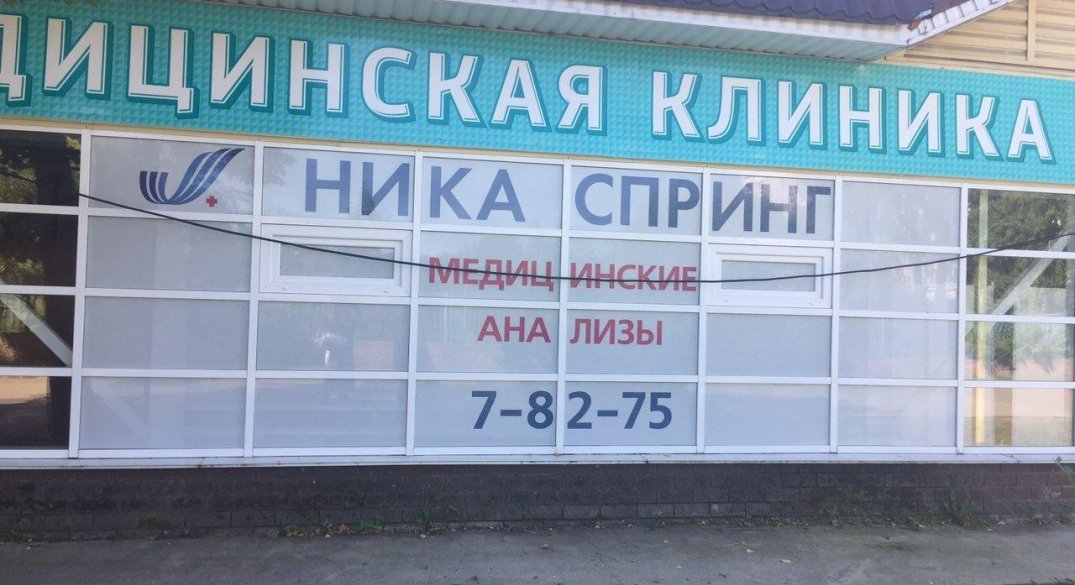 ДИЦИНСКАЯ КЛИНИКА
НИКА СПРИНГ
МЕДИЦИНСКИЕ
АНАЛИЗЫ
7-82-75